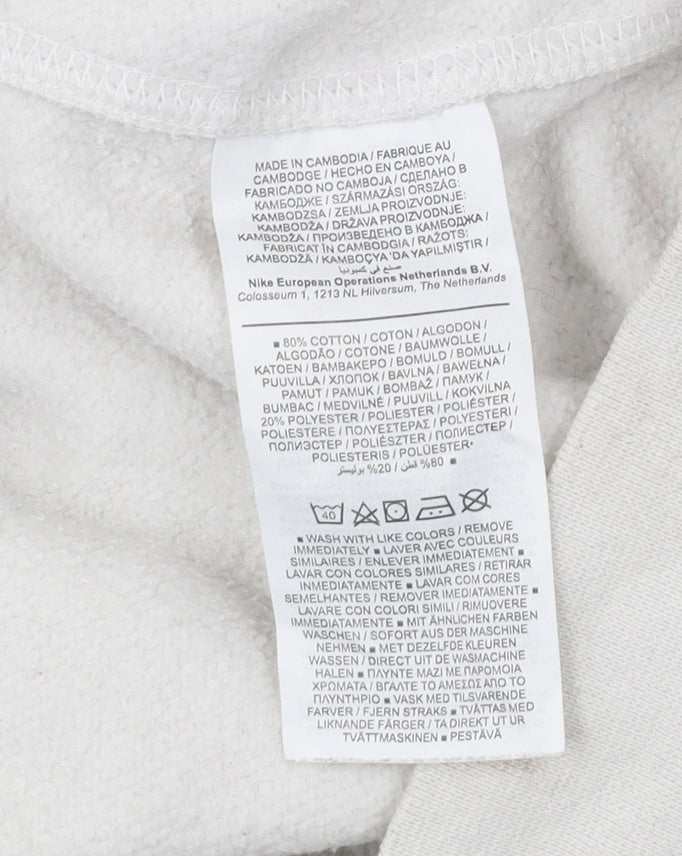 MADE IN CAMBODIA / FABRIQUE AU
CAMBODGE / HECHO EN CAMBOYA /
FABRICADO NO CAMBOJA / СДЕЛАНО В
КАМБОДЖЕ / SZÁRMAZÁSI ORSZÁG:
KAMBODZSA / ZEMLJA PROIZVODNJE:
KAMBODŽA / DRŽAVA PROIZVODNJE:
KAMBODŽA / ПРОИЗВЕДЕНО В КАМБОДЖА /
FABRICAT ÎN CAMBODGIA / RAŽOTS:
KAMBODŽA / KAMBOÇYA 'DA YAPILMIŞTIR /
صنع في كمبوديا
Nike European Operations Netherlands B.V.
Colosseum 1, 1213 NL Hilversum, The Netherlands
■ 80% COTTON / COTON / ALGODON /
ALGODÃO / COTONE / BAUMWOLLE /
KATOEN / ΒΑΜΒΑΚΕΡΟ / BOMULD / BOMULL /
PUUVILLA / ХЛОПОК / BAVLNA / BAWEŁNA /
PAMUT / PAMUK / BOMBAŽ / ПАМУК /
BUMBAC / MEDVILNĖ / PUUVILL / KOKVILNA
20% POLYESTER / POLIESTER / POLIÉSTER /
POLIESTERE / ΠΟΛΥΕΣΤΕΡΑΣ / POLYESTERI /
ПОЛИЭСТЕР / POLIÉSZTER / ПОЛИЕСТЕР /
POLIESTERIS / POLÜESTER·
80% قطن / 20% بوليستر ■
40
■ WASH WITH LIKE COLORS / REMOVE
IMMEDIATELY ■ LAVER AVEC COULEURS
SIMILAIRES / ENLEVER IMMEDIATEMENT ■
LAVAR CON COLORES SIMILARES / RETIRAR
INMEDIATAMENTE ■ LAVAR COM CORES
SEMELHANTES / REMOVER IMEDIATAMENTE ■
LAVARE CON COLORI SIMILI / RIMUOVERE
IMMEDIATAMENTE ■ MIT ÄHNLICHEN FARBEN
WASCHEN / SOFORT AUS DER MASCHINE
NEHMEN ■ MET DEZELFDE KLEUREN
WASSEN / DIRECT UIT DE WASMACHINE
HALEN ■ ΠΛΥΝΤΕ ΜΑΖΙ ΜΕ ΠΑΡΟΜΟΙΑ
ΧΡΩΜΑΤΑ / ΒΓΑΛΤΕ ΤΟ ΑΜΕΣΩΣ ΑΠΟ ΤΟ
ΠΛΥΝΤΗΡΙΟ ■ VASK MED TILSVARENDE
FARVER / FJERN STRAKS ■ TVÄTTAS MED
LIKNANDE FÄRGER / TA DIREKT UT UR
TVÄTTMASKINEN ■ PESTÄVÄ